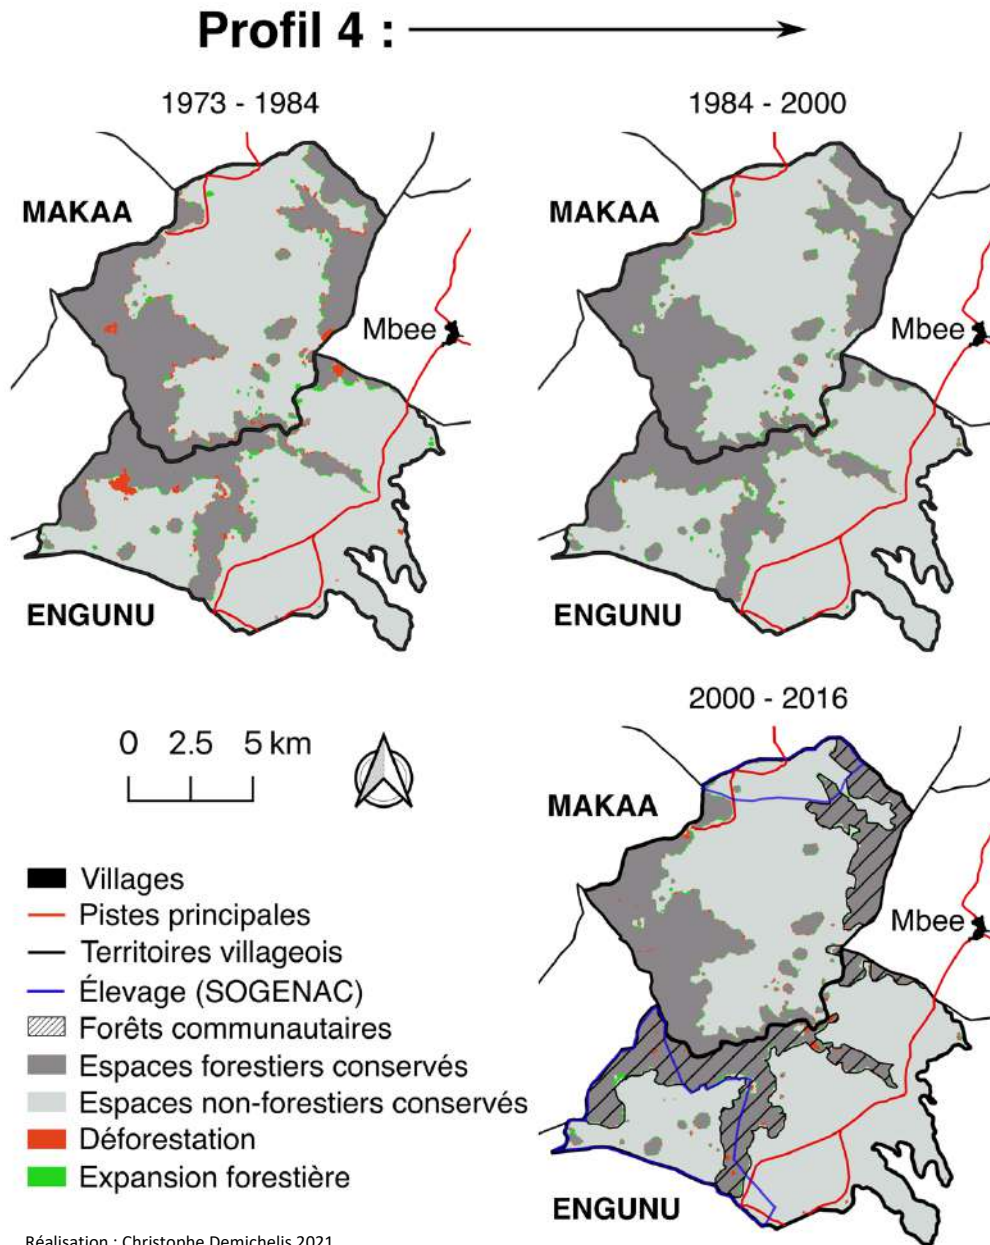 Profil 4 :
1973 - 1984
1984 - 2000
MAKAA
MAKAA
Mbee
Mbee
ENGUNU
ENGUNU
2000 - 2016
0 2.5 5 km
MAKAA
Mbee
ENGUNU
Villages
Pistes principales
Territoires villageois
Élevage (SOGENAC)
Forêts communautaires
Espaces forestiers conservés
Espaces non-forestiers conservés
Déforestation
Expansion forestière
Réalisation : Christophe Demichelis 2021